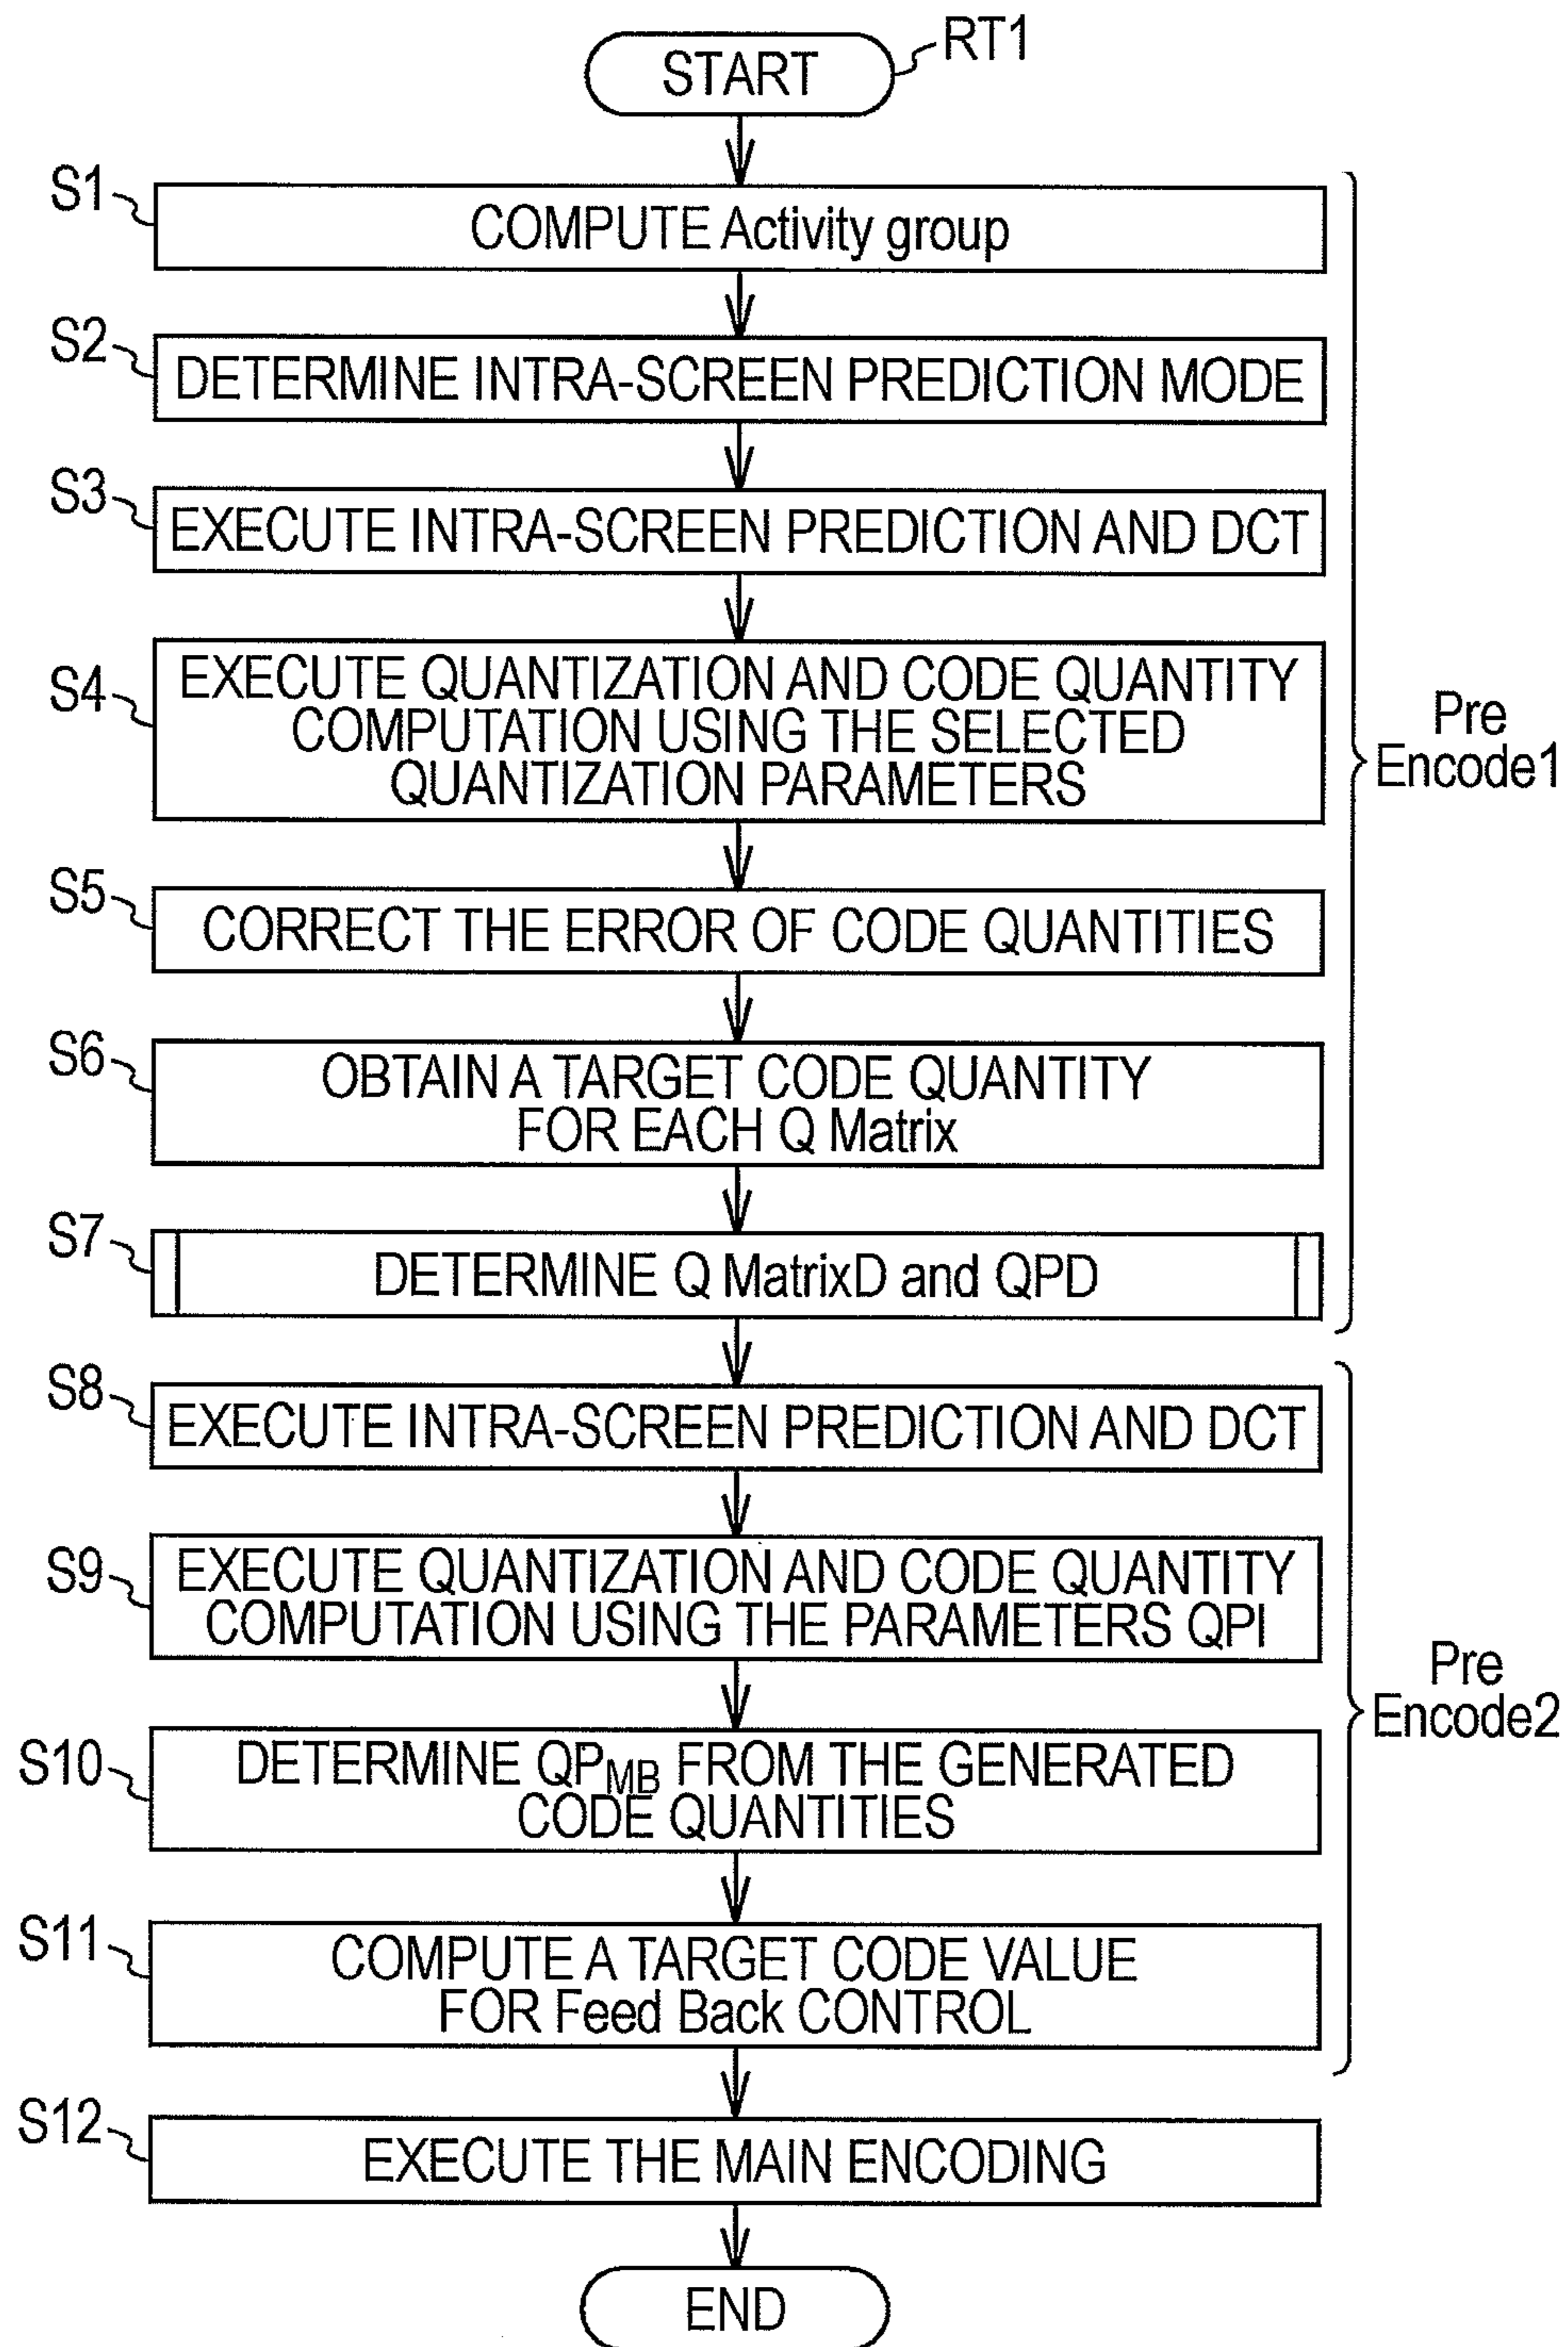 START
RT1
S1
COMPUTE Activity group
S2
DETERMINE INTRA-SCREEN PREDICTION MODE
S3
EXECUTE INTRA-SCREEN PREDICTION AND DCT
S4
EXECUTE QUANTIZATION AND CODE QUANTITY
COMPUTATION USING THE SELECTED
QUANTIZATION PARAMETERS
Pre
Encode1
S5
CORRECT THE ERROR OF CODE QUANTITIES
S6
OBTAIN A TARGET CODE QUANTITY
FOR EACH Q Matrix
S7
DETERMINE Q MatrixD and QPD
S8
EXECUTE INTRA-SCREEN PREDICTION AND DCT
S9
EXECUTE QUANTIZATION AND CODE QUANTITY
COMPUTATION USING THE PARAMETERS QPI
Pre
Encode2
S10
DETERMINE QPMB FROM THE GENERATED
CODE QUANTITIES
S11
COMPUTE A TARGET CODE VALUE
FOR Feed Back CONTROL
S12
EXECUTE THE MAIN ENCODING
END